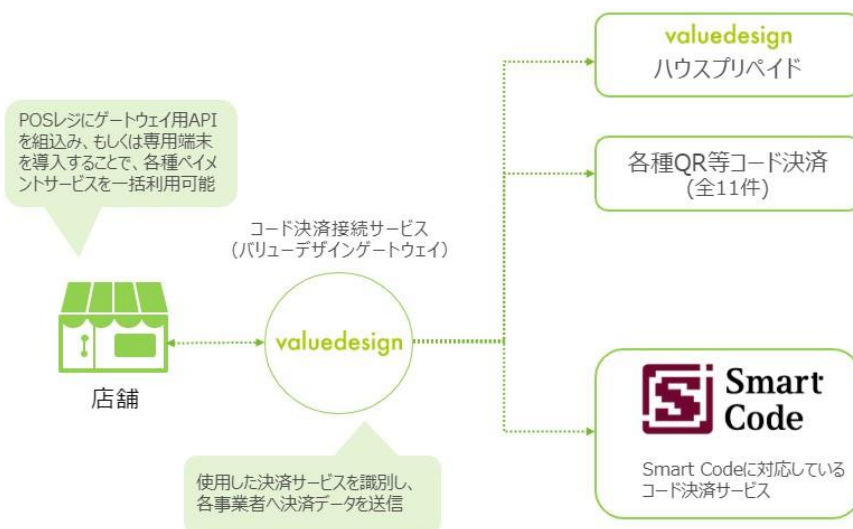 valuedesign
ハウスプリペイド
POSレジにゲートウェイ用API
を組込み、もしくは専用端末
を導入することで、各種ペイメ
ントサービスを一括利用可能
各種QR等コード決済
(全11件)
コード決済接続サービス
（バリューデザインゲートウェイ）
valuedesign
店舗
Smart
Code
Smart Codeに対応している
コード決済サービス
使用した決済サービスを識別し、
各事業者へ決済データを送信